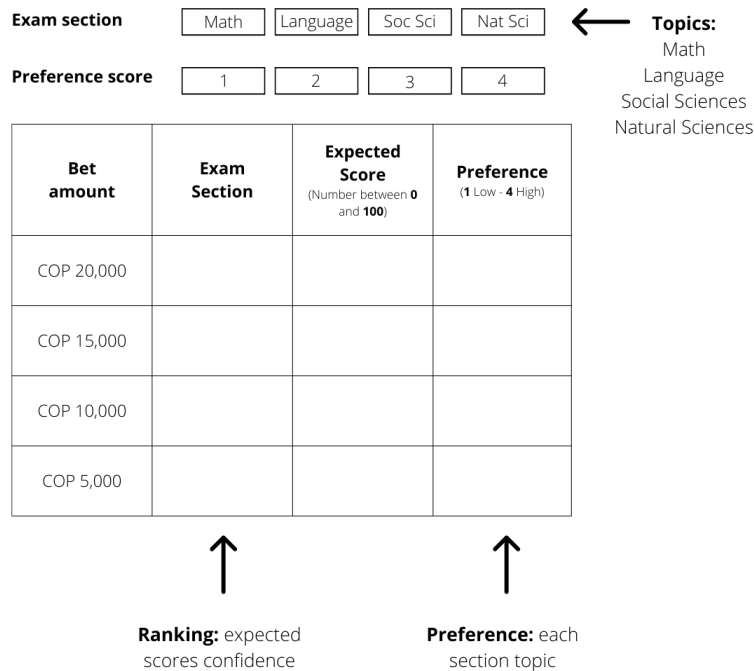 Exam section Math Language Soc Sci Nat Sci
Topics:
Math
Language
Social Sciences
Natural Sciences
Preference score 1 2 3 4
Bet
amount
Exam
Section
Expected
Score
(Number between 0
and 100)
Preference
(1 Low - 4 High)
COP 20,000
COP 15,000
COP 10,000
COP 5,000
Ranking: expected
scores confidence
Preference: each
section topic